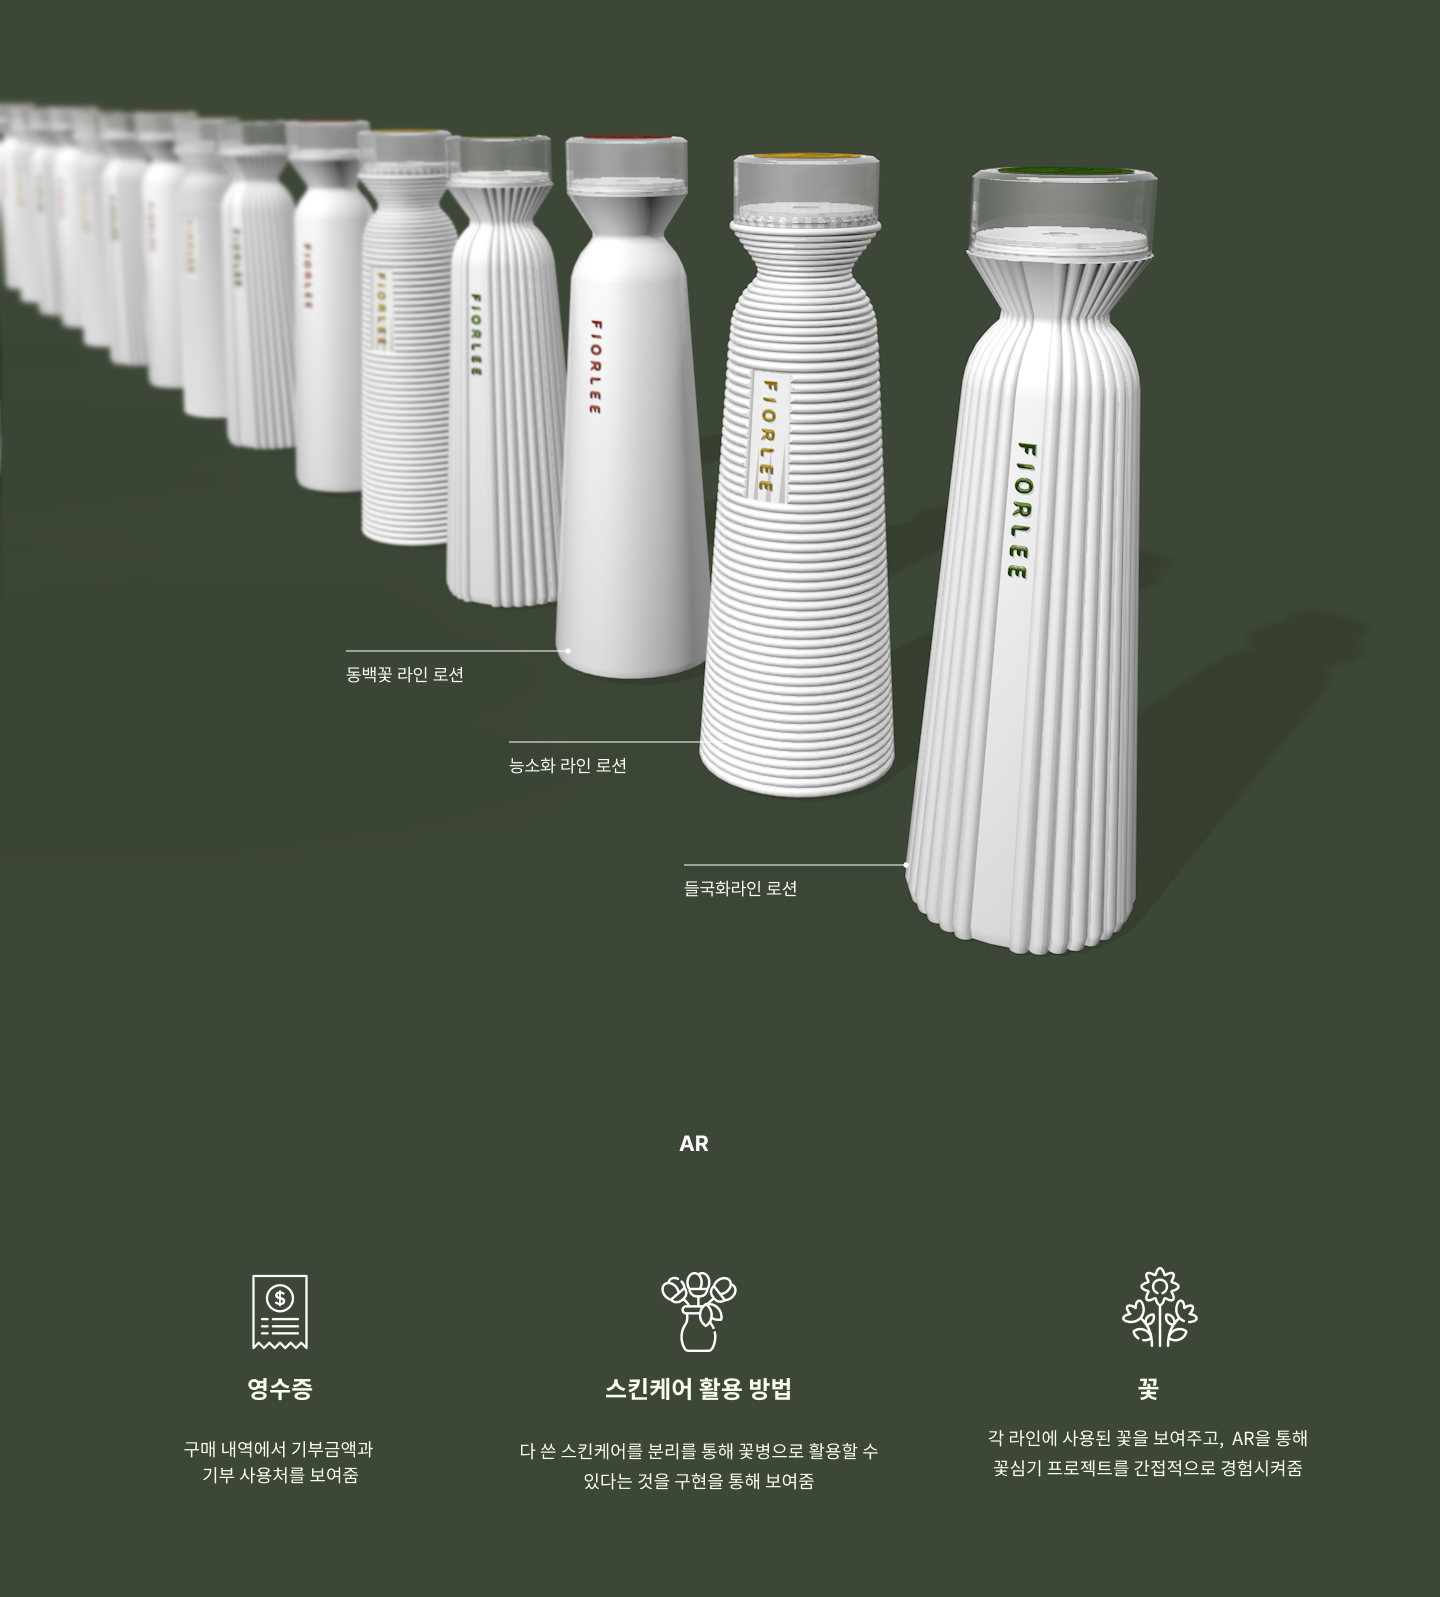 FIORLEE
FIORLEE
FIORLEE
FIORLEE
FIORLEE
FIORLEE
동백꽃 라인 로션
능소화 라인 로션
들국화라인 로션
AR
$
영수증
구매 내역에서 기부금액과
기부 사용처를 보여줌
스킨케어 활용 방법
다 쓴 스킨케어를 분리를 통해 꽃병으로 활용할 수
있다는 것을 구현을 통해 보여줌
꽃
각 라인에 사용된 꽃을 보여주고, AR을 통해
꽃심기 프로젝트를 간접적으로 경험시켜줌